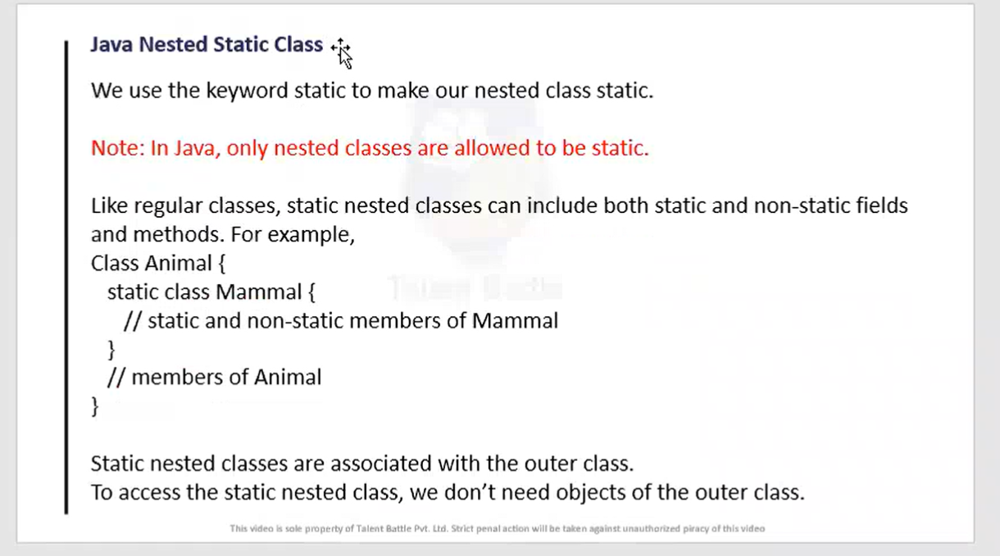 Java Nested Static Class
We use the keyword static to make our nested class static.
Note: In Java, only nested classes are allowed to be static.
Like regular classes, static nested classes can include both static and non-static fields
and methods. For example,
Class Animal {
static class Mammal {
// static and non-static members of Mammal
}
// members of Animal
}
Static nested classes are associated with the outer class.
To access the static nested class, we don’t need objects of the outer class.
This video is sole property of Talent Battle Pvt. Ltd. Strict penal action will be taken against unauthorized piracy of this video
Talent Battle